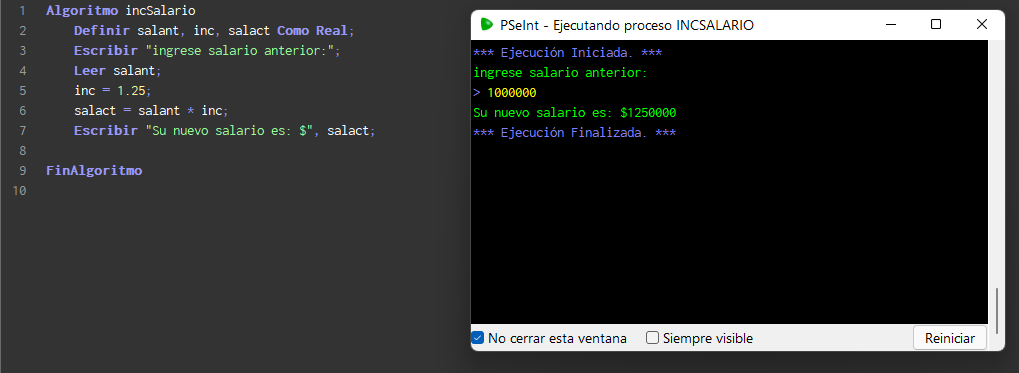 1 Algoritmo incSalario
2 Definir salant, inc, salact Como Real;
3 Escribir "ingrese salario anterior:";
4 Leer salant;
5 inc = 1.25;
6 salact = salant * inc;
7 Escribir "Su nuevo salario es: $", salact;
8
9 FinAlgoritmo
10
PSeInt - Ejecutando proceso INCSALARIO
*** Ejecución Iniciada. ***
ingrese salario anterior:
> 1000000
Su nuevo salario es: $1250000
*** Ejecución Finalizada. ***
No cerrar esta ventana Siempre visible Reiniciar